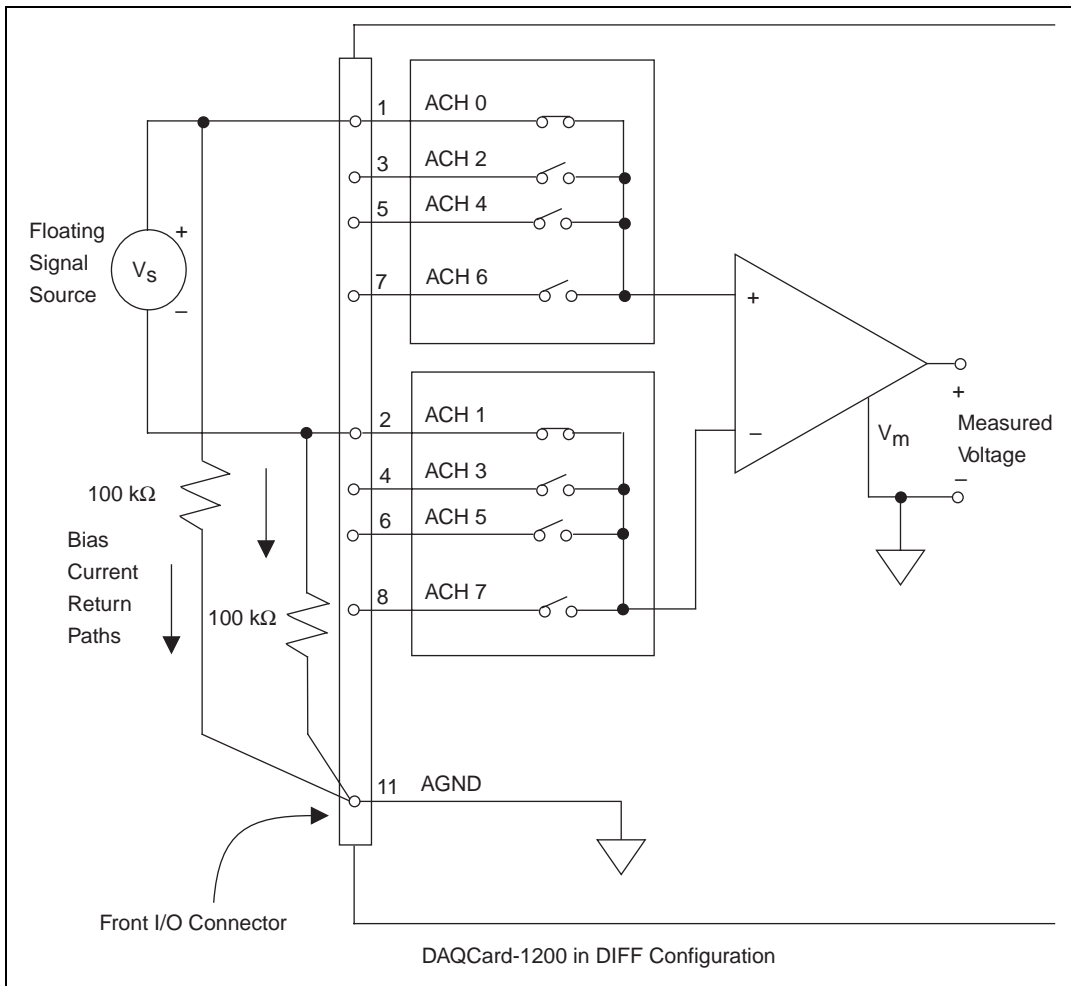 1
ACH 0
3
ACH 2
5
ACH 4
7
ACH 6
Floating
Signal
Source
+
Vs
–
+
–
2
ACH 1
4
ACH 3
6
ACH 5
8
ACH 7
+
Measured
Voltage
–
Vm
100 kΩ
Bias
Current
Return
Paths
100 kΩ
11
AGND
Front I/O Connector
DAQCard-1200 in DIFF Configuration